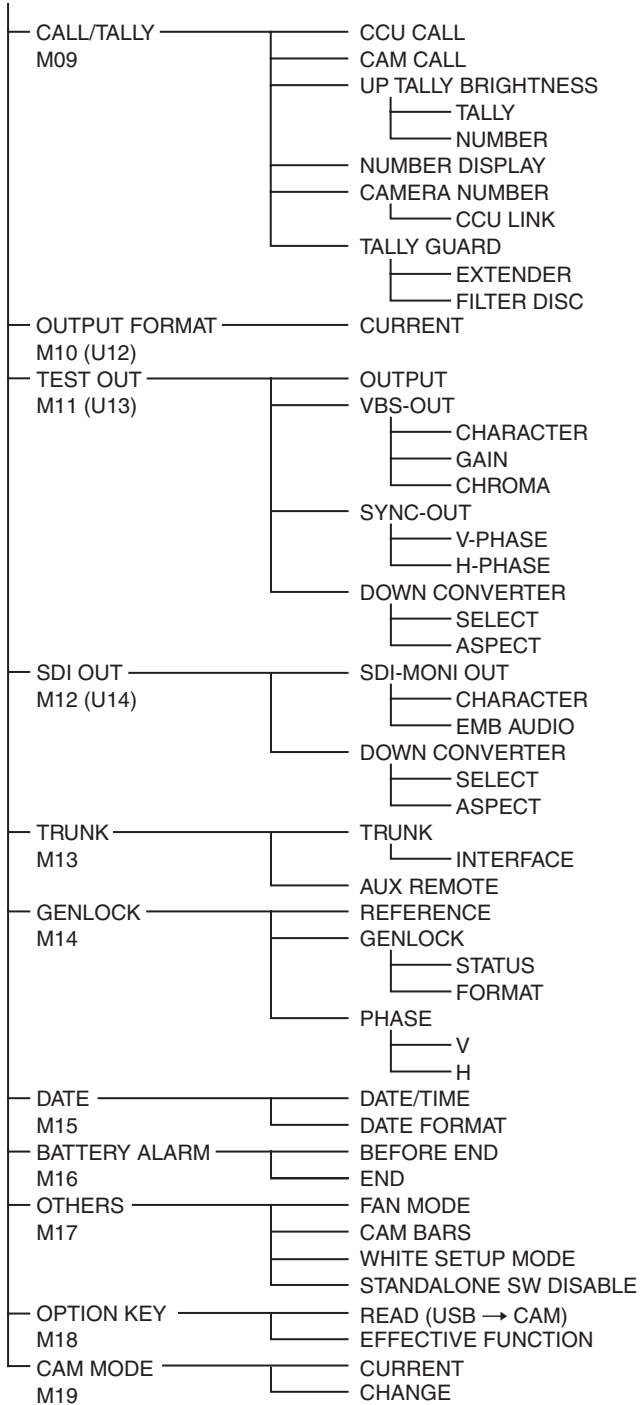 CALL/TALLY CCU CALL
M09 CAM CALL
UP TALLY BRIGHTNESS
TALLY
NUMBER
NUMBER DISPLAY
CAMERA NUMBER
CCU LINK
TALLY GUARD
EXTENDER
FILTER DISC
OUTPUT FORMAT CURRENT
M10 (U12)
TEST OUT OUTPUT
M11 (U13) VBS-OUT
CHARACTER
GAIN
CHROMA
SYNC-OUT
V-PHASE
H-PHASE
DOWN CONVERTER
SELECT
ASPECT
SDI OUT SDI-MONI OUT
M12 (U14) CHARACTER
EMB AUDIO
DOWN CONVERTER
SELECT
ASPECT
TRUNK TRUNK
M13 INTERFACE
AUX REMOTE
GENLOCK REFERENCE
M14 GENLOCK
STATUS
FORMAT
PHASE
V
H
DATE DATE/TIME
M15 DATE FORMAT
BATTERY ALARM BEFORE END
M16 END
OTHERS FAN MODE
M17 CAM BARS
WHITE SETUP MODE
STANDALONE SW DISABLE
OPTION KEY READ (USB → CAM)
M18 EFFECTIVE FUNCTION
CAM MODE CURRENT
M19 CHANGE